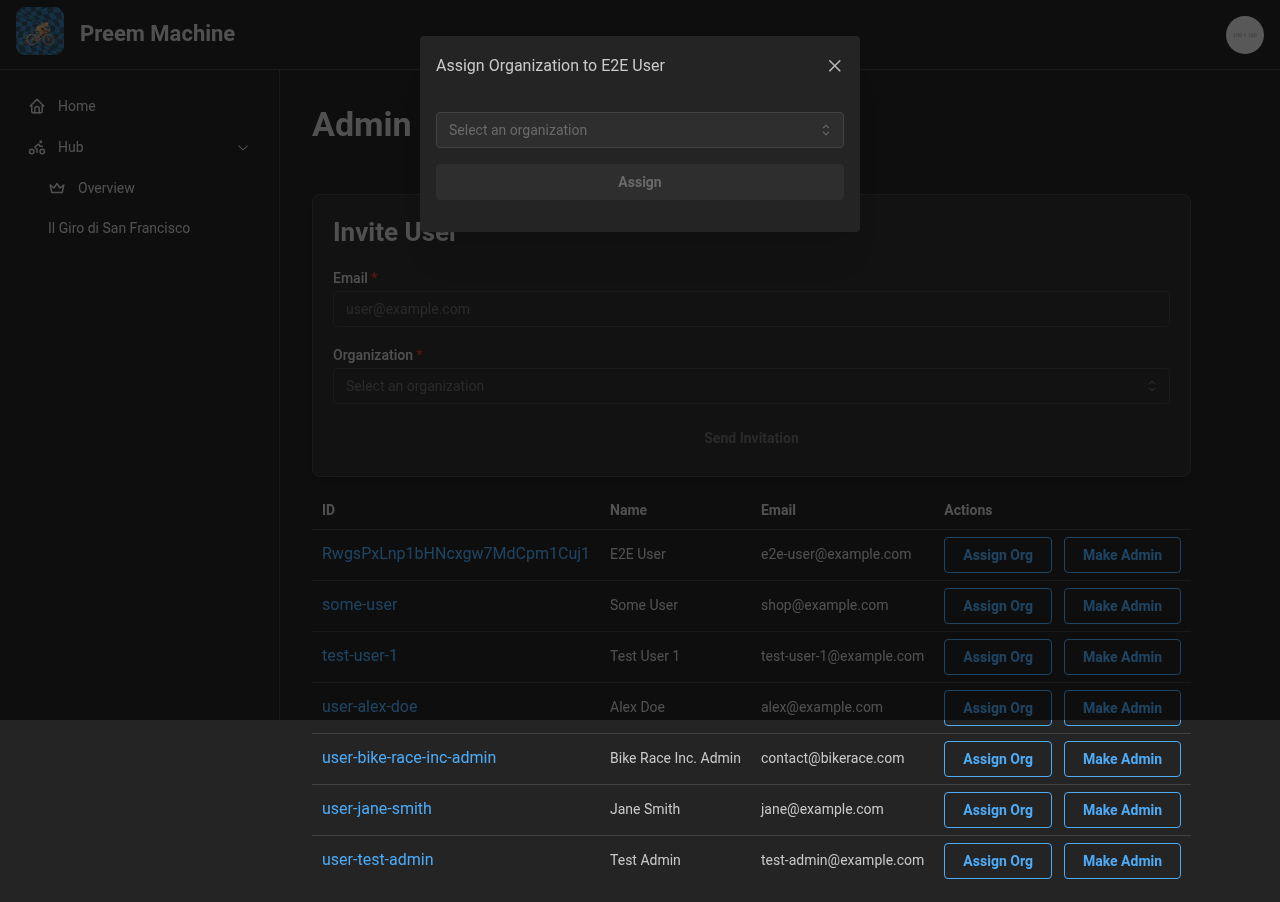 Preem Machine
Assign Organization to E2E User
Home
Hub
Overview
Il Giro di San Francisco
Admin
Select an organization
Assign
Invite User
Email *
user@example.com
Organization *
Select an organization
Send Invitation
ID Name Email Actions
RwgsPxLnp1bHNcxgw7MdCpm1Cuj1 E2E User e2e-user@example.com Assign Org Make Admin
some-user Some User shop@example.com Assign Org Make Admin
test-user-1 Test User 1 test-user-1@example.com Assign Org Make Admin
user-alex-doe Alex Doe alex@example.com Assign Org Make Admin
user-bike-race-inc-admin Bike Race Inc. Admin contact@bikerace.com Assign Org Make Admin
user-jane-smith Jane Smith jane@example.com Assign Org Make Admin
user-test-admin Test Admin test-admin@example.com Assign Org Make Admin